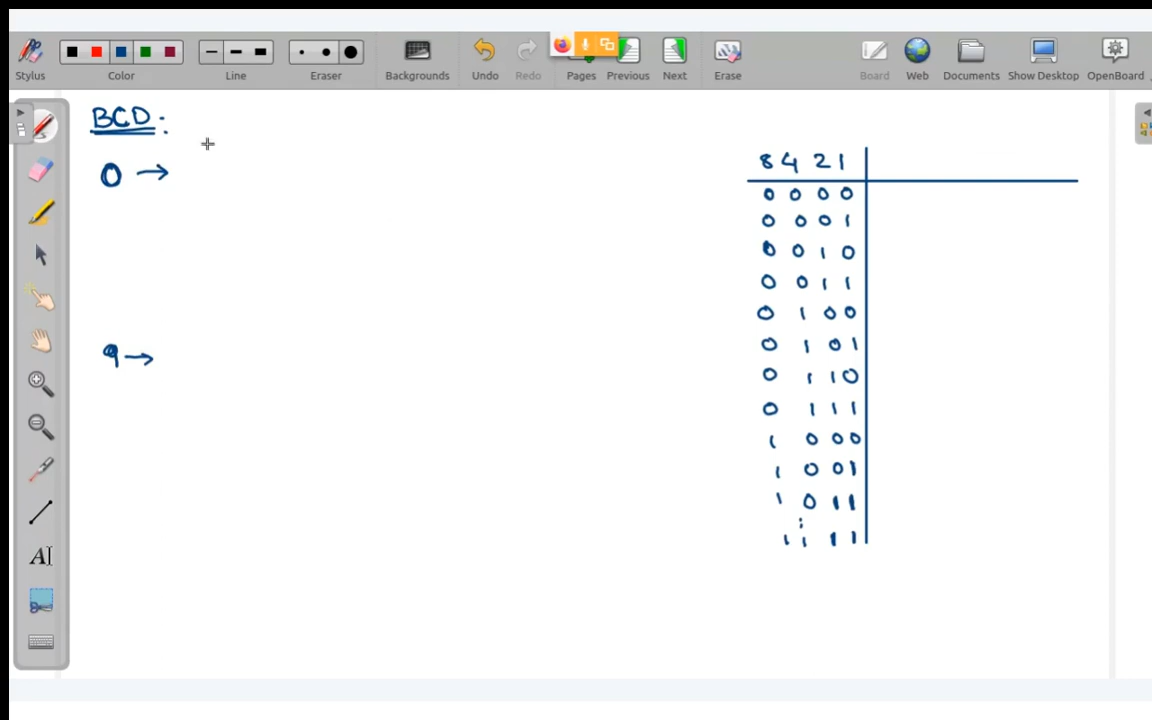 Stylus Color Line Eraser Backgrounds Undo Redo Pages Previous Next Erase Board Web Documents Show Desktop OpenBoard
BCD:
0 →
9 →
8 4 2 1
0 0 0 0
0 0 0 1
0 0 1 0
0 0 1 1
0 1 0 0
0 1 0 1
0 1 1 0
0 1 1 1
1 0 0 0
1 0 0 1
1 0 1 1
:
1 1 1 1